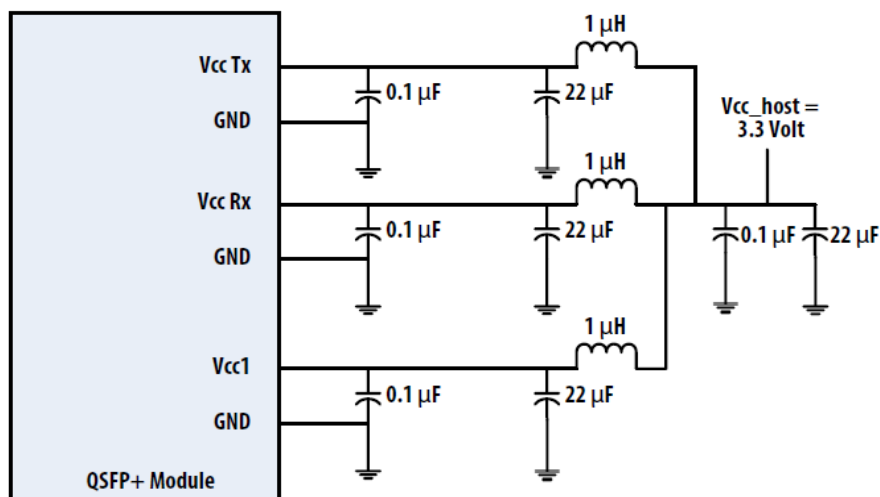 1 μH
Vcc Tx
0.1 μF
22 μF
GND
Vcc_host =
3.3 Volt
1 μH
Vcc Rx
0.1 μF
22 μF
0.1 μF
22 μF
GND
1 μH
Vcc1
0.1 μF
22 μF
GND
QSFP+ Module